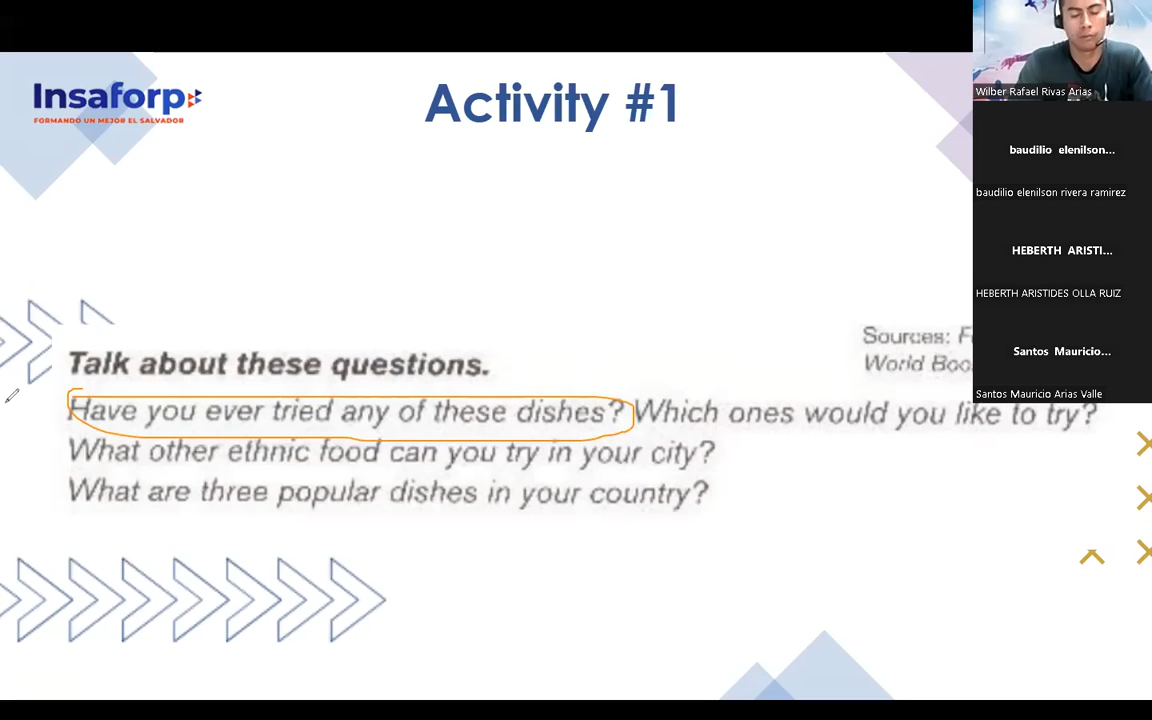 Insaforp
FORMANDO UN MEJOR EL SALVADOR
Activity #1
Wilber Rafael Rivas Arias
baudilio elenilson...
baudilio elenilson rivera ramirez
HEBERTH ARISTI...
HEBERTH ARISTIDES OLLA RUIZ
Santos Mauricio...
Santos Mauricio Arias Valle
Sources:
World
Talk about these questions.
Have you ever tried any of these dishes? Which ones would you like to try?
What other ethnic food can you try in your city?
What are three popular dishes in your country?